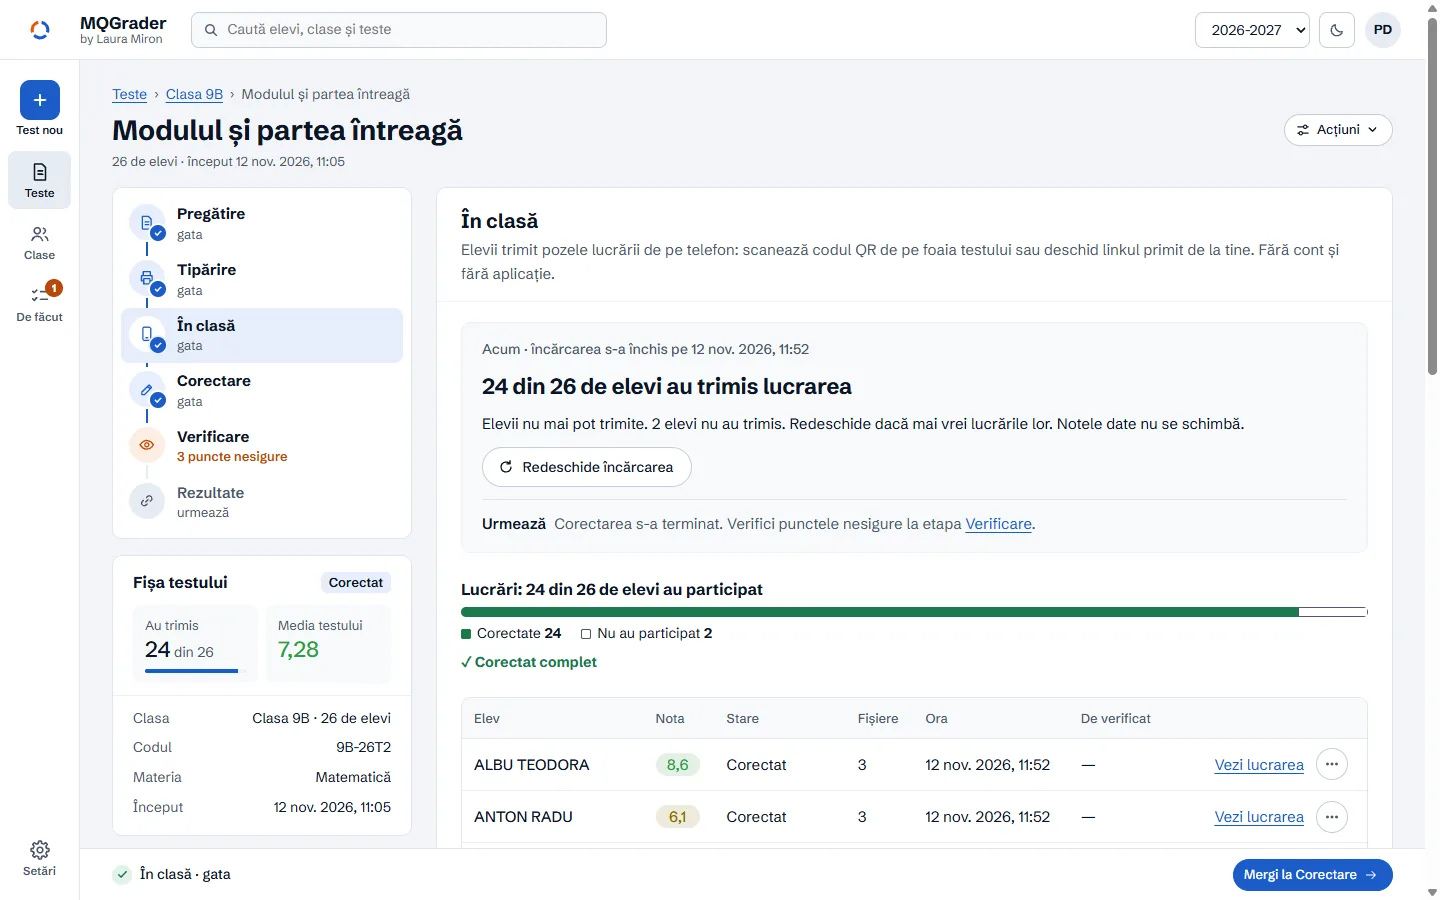 MQGrader
by Laura Miron
Caută elevi, clase și teste
2026-2027
PD
Test nou
Teste
Clase
1
De făcut
Setări
Teste › Clasa 9B › Modulul și partea întreagă
Modulul și partea întreagă
26 de elevi · început 12 nov. 2026, 11:05
Acțiuni
Pregătire
gata
Tipărire
gata
În clasă
gata
Corectare
gata
Verificare
3 puncte nesigure
Rezultate
urmează
Fișa testului
Corectat
Au trimis
24 din 26
Media testului
7,28
Clasa
Clasa 9B · 26 de elevi
Codul
9B-26T2
Materia
Matematică
Început
12 nov. 2026, 11:05
În clasă
Elevii trimit pozele lucrării de pe telefon: scanează codul QR de pe foaia testului sau deschid linkul primit de la tine. Fără cont și
fără aplicație.
Acum · încărcarea s-a închis pe 12 nov. 2026, 11:52
24 din 26 de elevi au trimis lucrarea
Elevii nu mai pot trimite. 2 elevi nu au trimis. Redeschide dacă mai vrei lucrările lor. Notele date nu se schimbă.
Redeschide încărcarea
Urmează Corectarea s-a terminat. Verifici punctele nesigure la etapa Verificare.
Lucrări: 24 din 26 de elevi au participat
Corectate 24 Nu au participat 2
✓ Corectat complet
Elev Nota Stare Fișiere Ora De verificat
ALBU TEODORA 8,6 Corectat 3 12 nov. 2026, 11:52 — Vezi lucrarea
ANTON RADU 6,1 Corectat 3 12 nov. 2026, 11:52 — Vezi lucrarea
În clasă · gata
Mergi la Corectare →